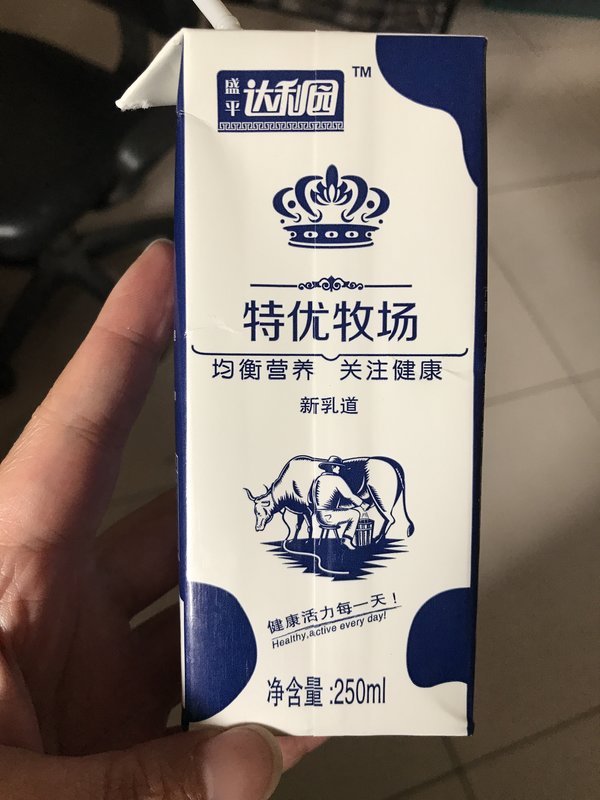 盛平 达利园 TM
特优牧场
均衡营养 关注健康
新乳道
健康活力每一天！
Healthy,active every day!
净含量:250ml